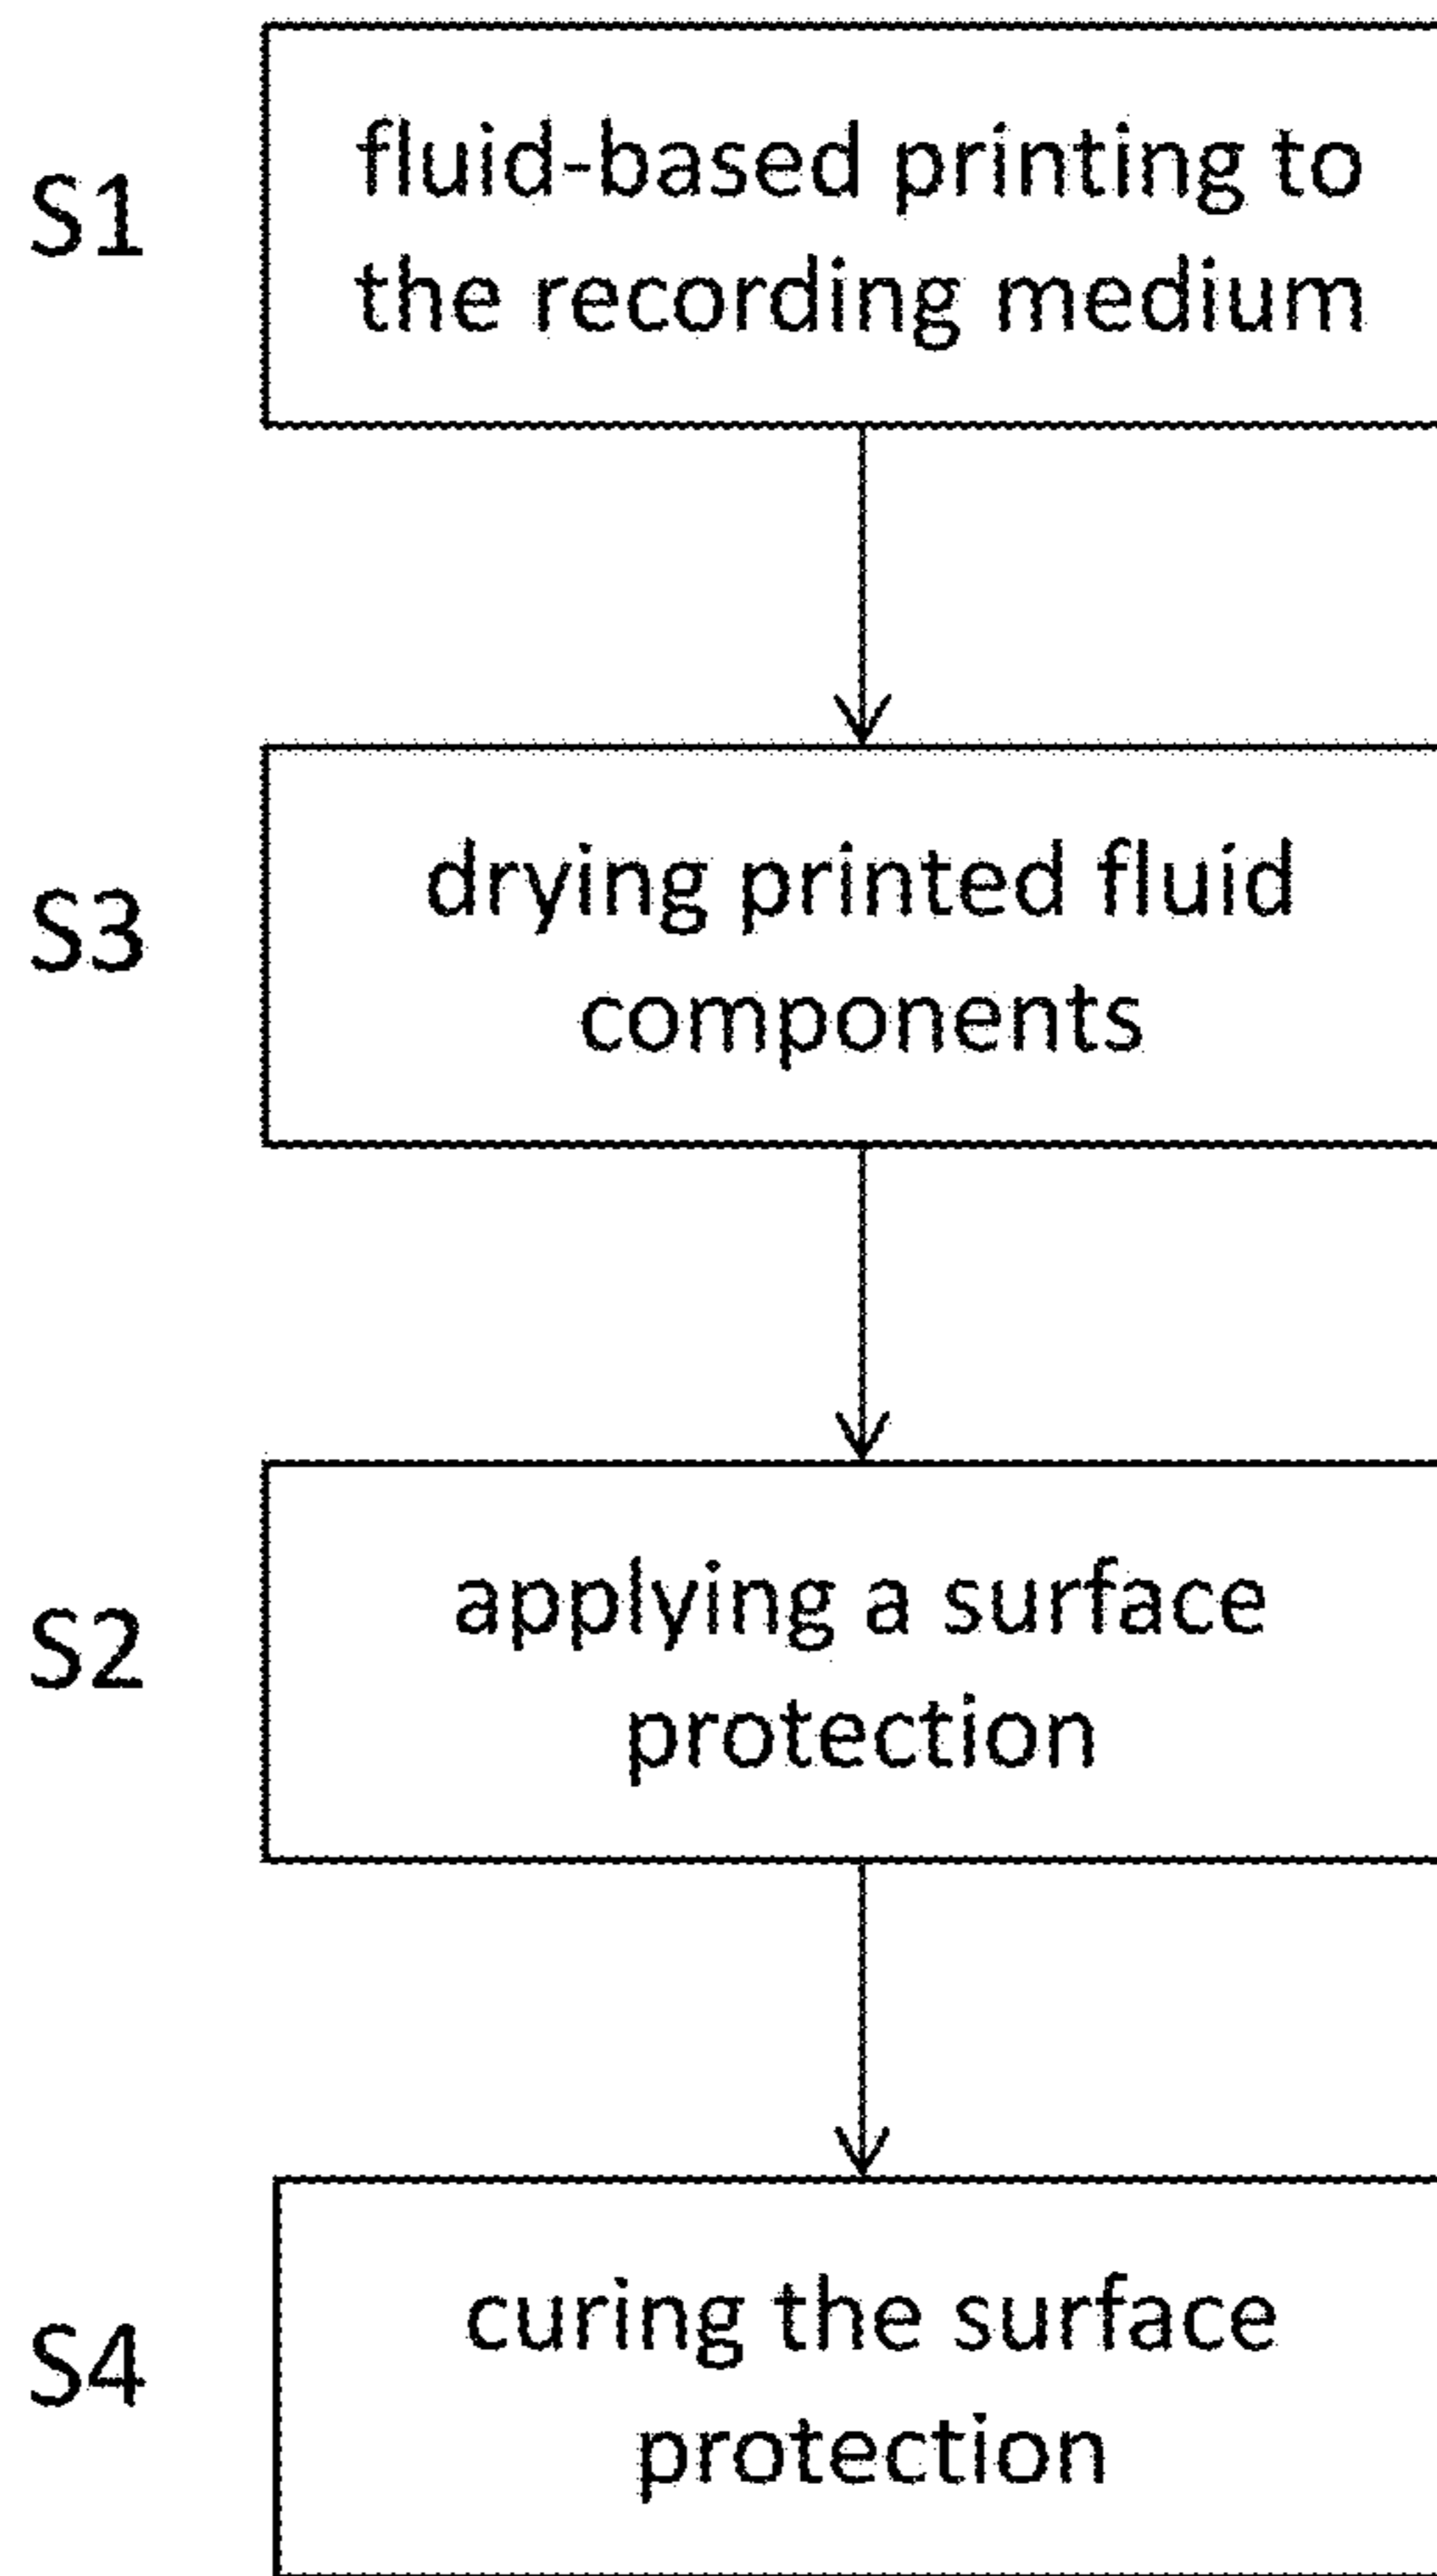 S1
fluid-based printing to
the recording medium
S3
drying printed fluid
components
S2
applying a surface
protection
S4
curing the surface
protection